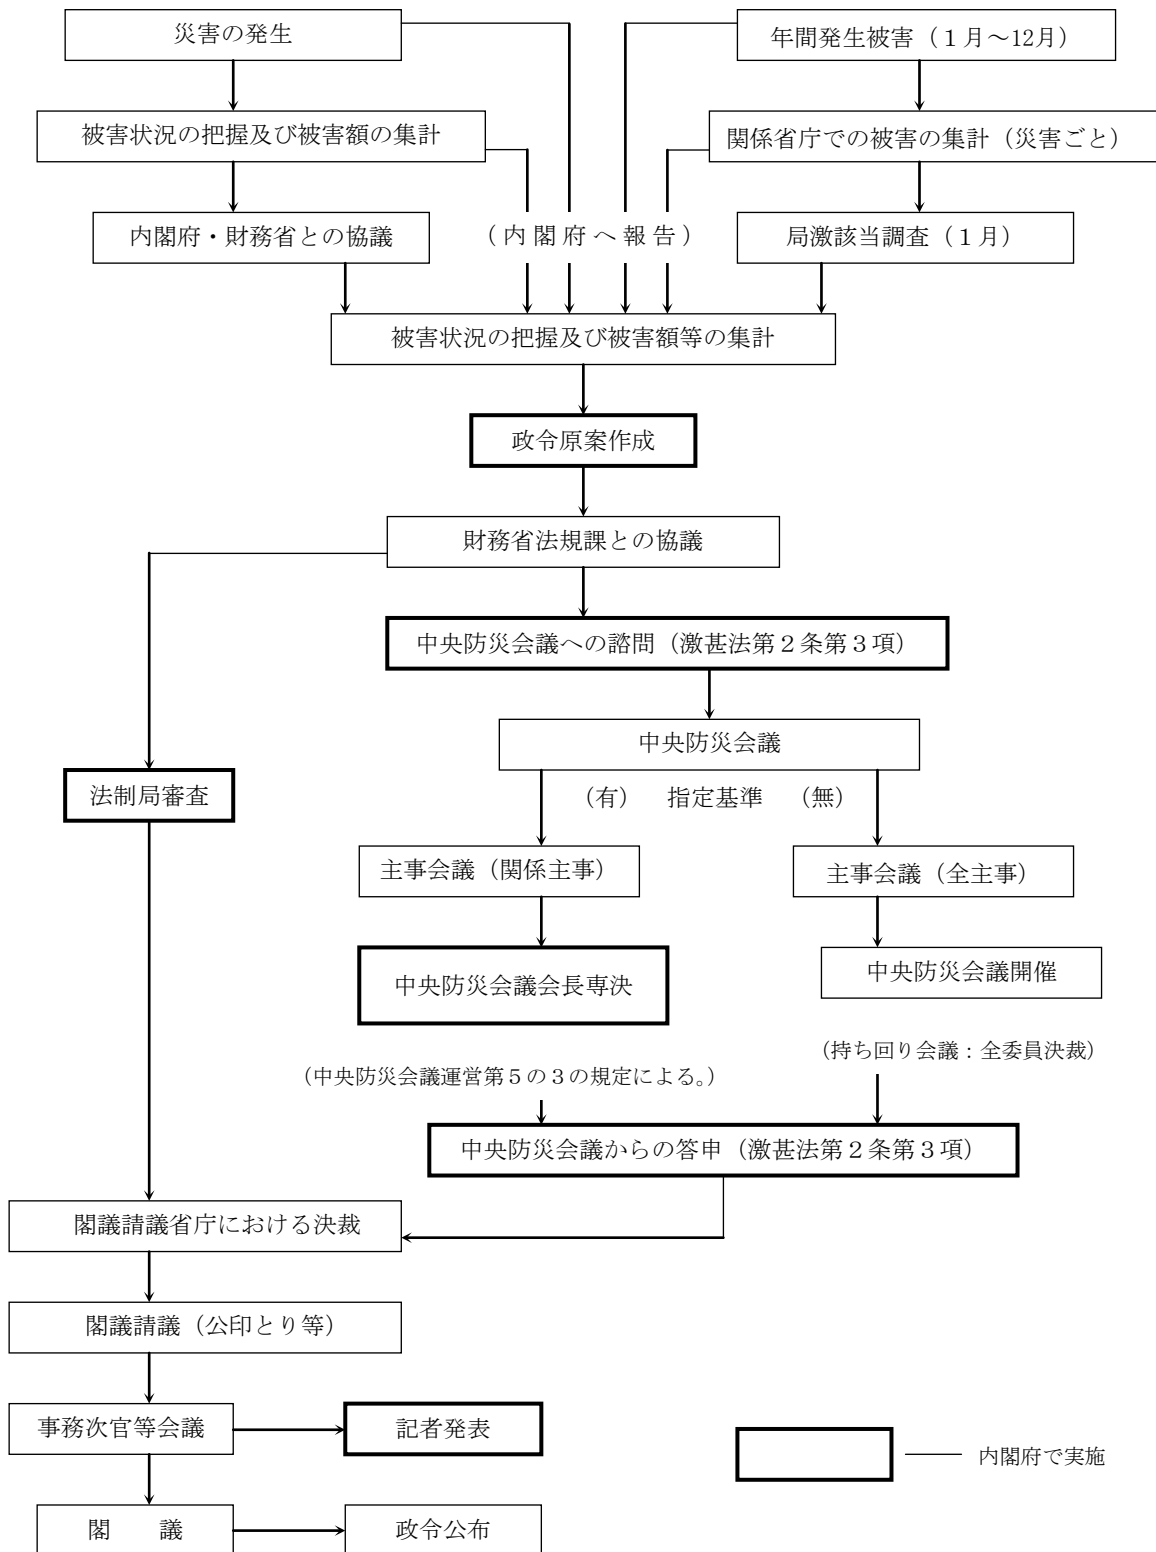 災害の発生
年間発生被害（１月～12月）
被害状況の把握及び被害額の集計
関係省庁での被害の集計（災害ごと）
内閣府・財務省との協議
（内閣府へ報告）
局激該当調査（１月）
被害状況の把握及び被害額等の集計
政令原案作成
財務省法規課との協議
中央防災会議への諮問（激甚法第２条第３項）
中央防災会議
法制局審査
（有）　指定基準　（無）
主事会議（関係主事）
主事会議（全主事）
中央防災会議会長専決
中央防災会議開催
（持ち回り会議：全委員決裁）
（中央防災会議運営第５の３の規定による。）
中央防災会議からの答申（激甚法第２条第３項）
閣議請議省庁における決裁
閣議請議（公印とり等）
事務次官等会議
記者発表
内閣府で実施
閣　　議
政令公布